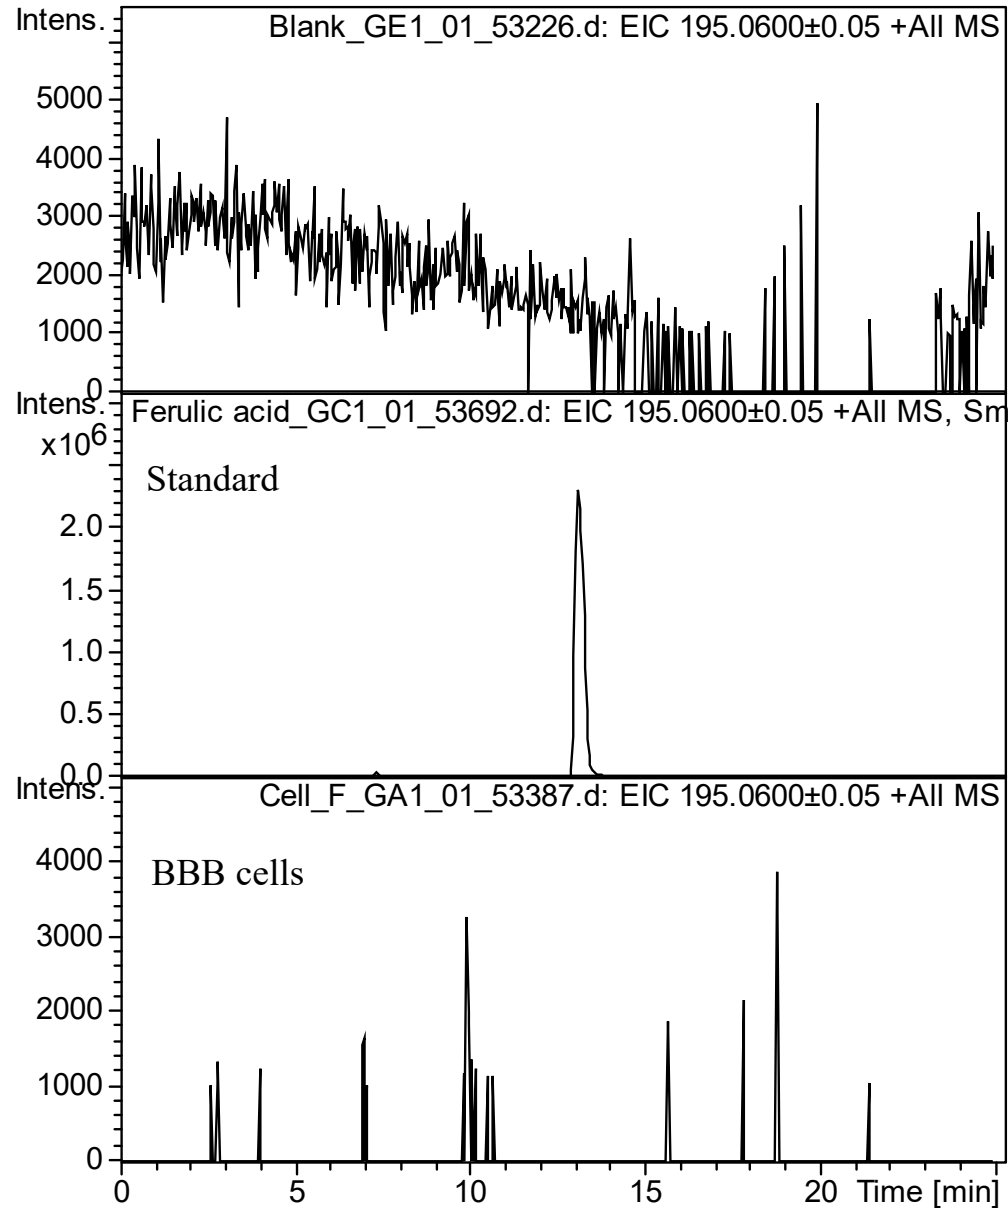 Intens. Blank_GE1_01_53226.d: EIC 195.0600±0.05 +All MS
5000
4000
3000
2000
1000
0
Intens. Ferulic acid_GC1_01_53692.d: EIC 195.0600±0.05 +All MS, Sm
x10⁶
Standard
2.0
1.5
1.0
0.5
0.0
Intens. Cell_F_GA1_01_53387.d: EIC 195.0600±0.05 +All MS
4000
BBB cells
3000
2000
1000
0
0 5 10 15 20 Time [min]